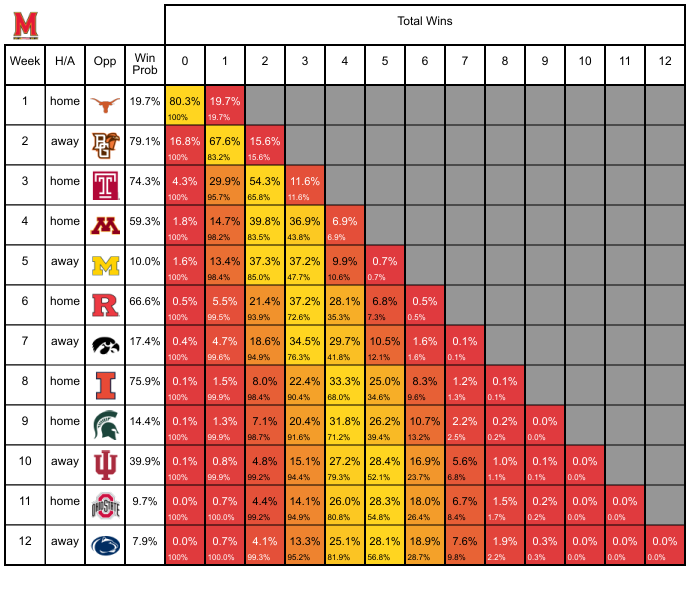 M
Total Wins
Week H/A Opp Win Prob 0 1 2 3 4 5 6 7 8 9 10 11 12
1 home 19.7% 80.3% 19.7%
100% 19.7%
2 away BG 79.1% 16.8% 67.6% 15.6%
100% 83.2% 15.6%
3 home T 74.3% 4.3% 29.9% 54.3% 11.6%
100% 95.7% 65.8% 11.6%
4 home M 59.3% 1.8% 14.7% 39.8% 36.9% 6.9%
100% 98.2% 83.5% 43.8% 6.9%
5 away M 10.0% 1.6% 13.4% 37.3% 37.2% 9.9% 0.7%
100% 98.4% 85.0% 47.7% 10.6% 0.7%
6 home R 66.6% 0.5% 5.5% 21.4% 37.2% 28.1% 6.8% 0.5%
100% 99.5% 93.9% 72.6% 35.3% 7.3% 0.5%
7 away 17.4% 0.4% 4.7% 18.6% 34.5% 29.7% 10.5% 1.6% 0.1%
100% 99.6% 94.9% 76.3% 41.8% 12.1% 1.6% 0.1%
8 home I 75.9% 0.1% 1.5% 8.0% 22.4% 33.3% 25.0% 8.3% 1.2% 0.1%
100% 99.9% 98.4% 90.4% 68.0% 34.6% 9.6% 1.3% 0.1%
9 home 14.4% 0.1% 1.3% 7.1% 20.4% 31.8% 26.2% 10.7% 2.2% 0.2% 0.0%
100% 99.9% 98.7% 91.6% 71.2% 39.4% 13.2% 2.5% 0.2% 0.0%
10 away IU 39.9% 0.1% 0.8% 4.8% 15.1% 27.2% 28.4% 16.9% 5.6% 1.0% 0.1% 0.0%
100% 99.9% 99.2% 94.4% 79.3% 52.1% 23.7% 6.8% 1.1% 0.1% 0.0%
11 home OHIO STATE 9.7% 0.0% 0.7% 4.4% 14.1% 26.0% 28.3% 18.0% 6.7% 1.5% 0.2% 0.0% 0.0%
100% 100.0% 99.2% 94.9% 80.8% 54.8% 26.4% 8.4% 1.7% 0.2% 0.0% 0.0%
12 away 7.9% 0.0% 0.7% 4.1% 13.3% 25.1% 28.1% 18.9% 7.6% 1.9% 0.3% 0.0% 0.0% 0.0%
100% 100.0% 99.3% 95.2% 81.9% 56.8% 28.7% 9.8% 2.2% 0.3% 0.0% 0.0% 0.0%